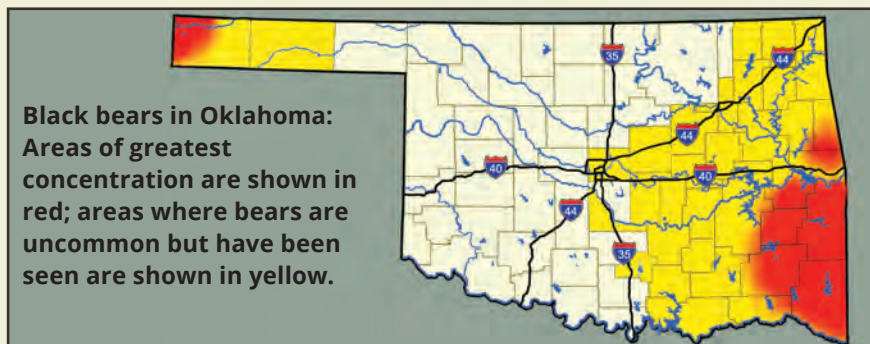 Black bears in Oklahoma:
Areas of greatest
concentration are shown in
red; areas where bears are
uncommon but have been
seen are shown in yellow.
35
44
44
40
40
44
35